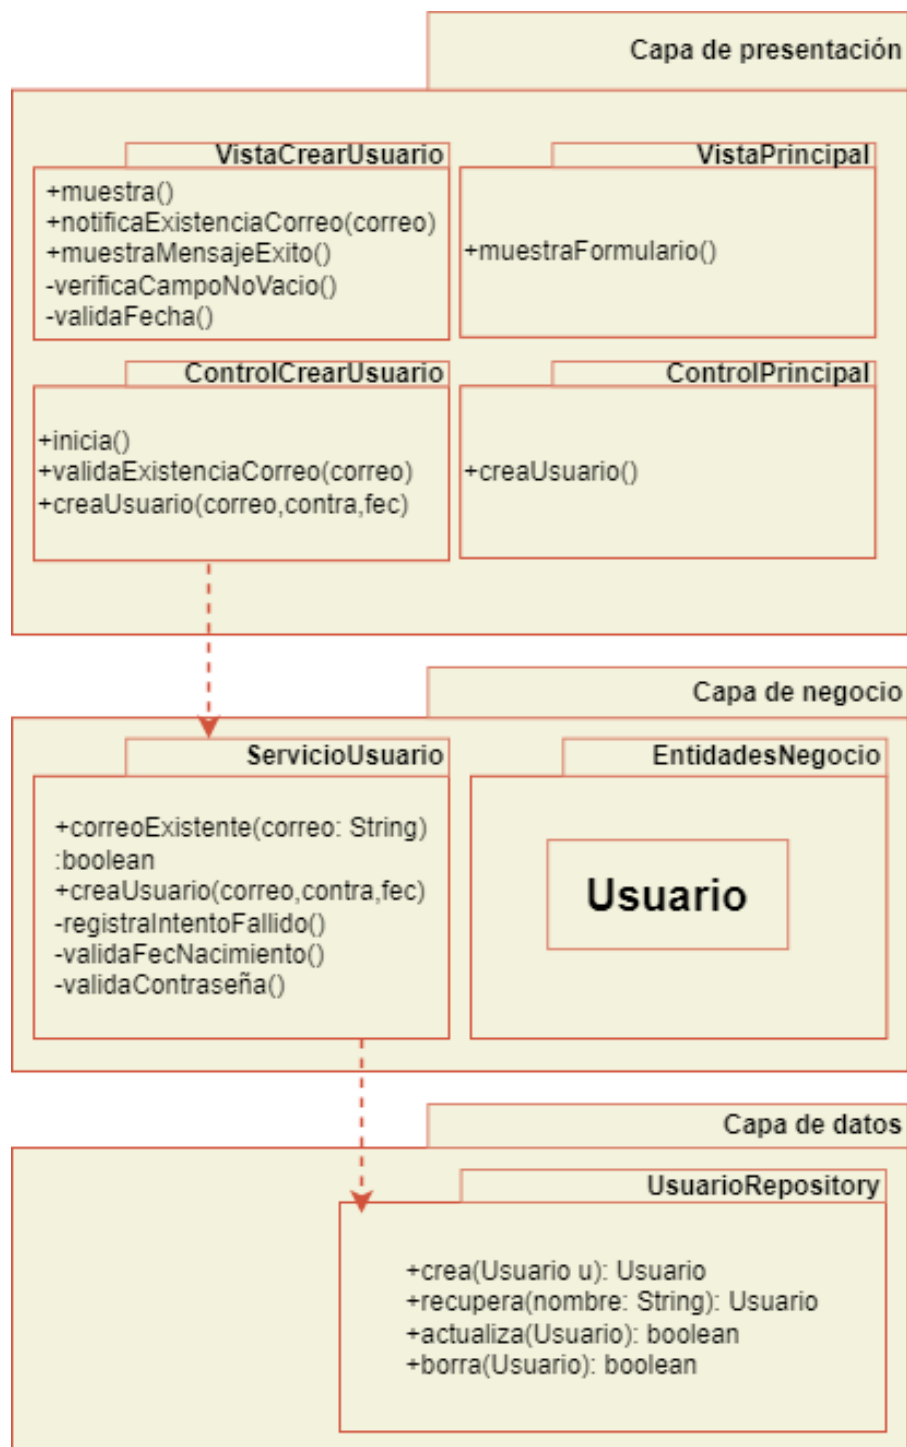 Capa de presentación
VistaCrearUsuario
+muestra()
+notificaExistenciaCorreo(correo)
+muestraMensajeExito()
-verificaCampoNoVacio()
-validaFecha()
VistaPrincipal
+muestraFormulario()
ControlCrearUsuario
+inicia()
+validaExistenciaCorreo(correo)
+creaUsuario(correo,contra,fec)
ControlPrincipal
+creaUsuario()
Capa de negocio
ServicioUsuario
+correoExistente(correo: String)
:boolean
+creaUsuario(correo,contra,fec)
-registraIntentoFallido()
-validaFecNacimiento()
-validaContraseña()
EntidadesNegocio
Usuario
Capa de datos
UsuarioRepository
+crea(Usuario u): Usuario
+recupera(nombre: String): Usuario
+actualiza(Usuario): boolean
+borra(Usuario): boolean